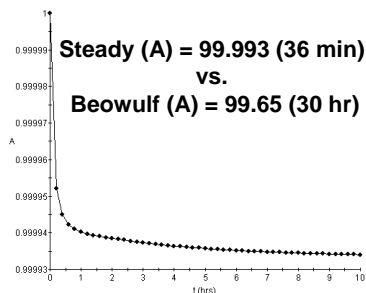 Steady (A) = 99.993 (36 min)
vs.
Beowulf (A) = 99.65 (30 hr)
1
0.99999
0.99998
0.99997
A
0.99996
0.99995
0.99994
0.99993
0 1 2 3 4 5 6 7 8 9 10
t (hrs)